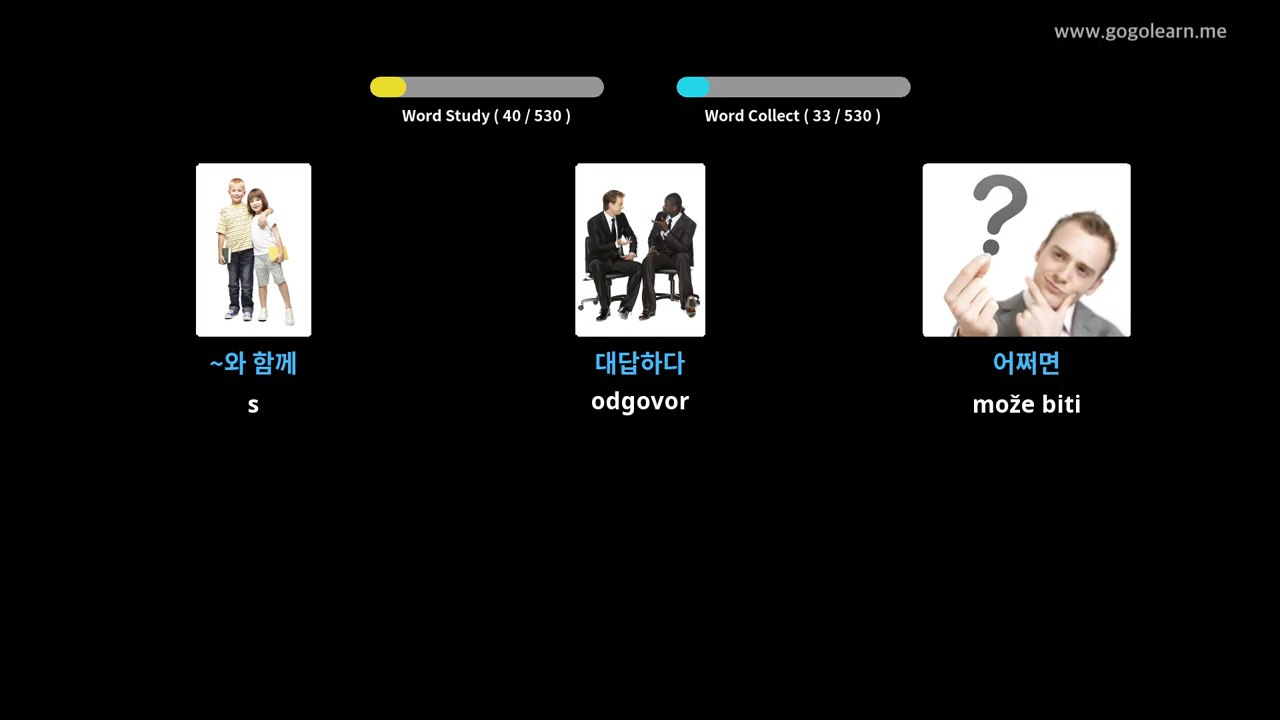 www.gogolearn.me
Word Study ( 40 / 530 )
Word Collect ( 33 / 530 )
~와 함께
s
대답하다
odgovor
어쩌면
može biti